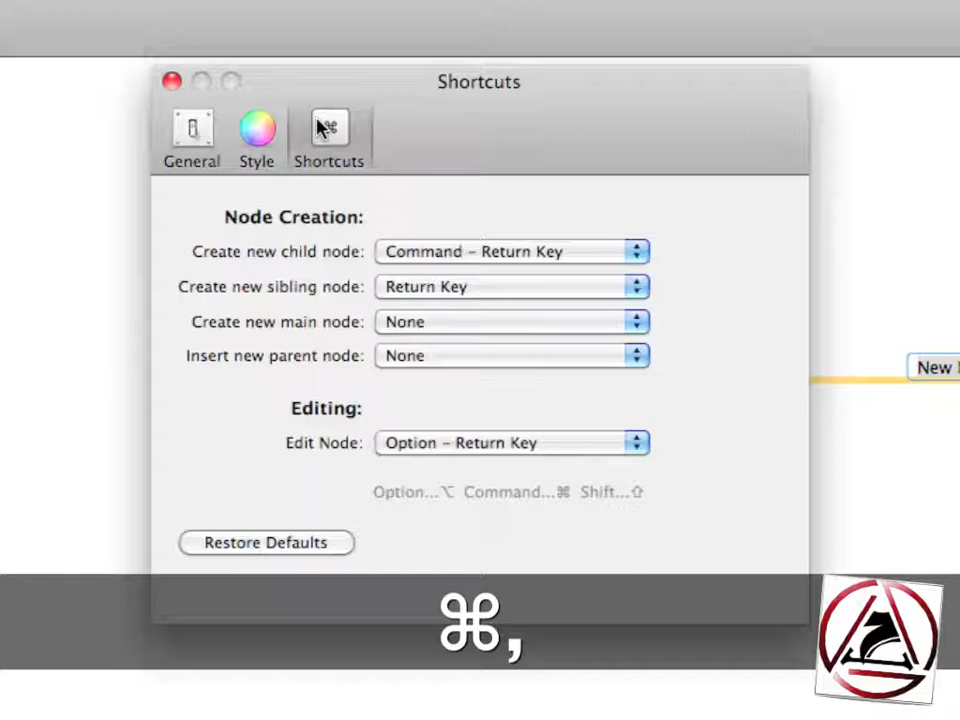 Shortcuts
General Style Shortcuts
Node Creation:
Create new child node: Command – Return Key
Create new sibling node: Return Key
Create new main node: None
Insert new parent node: None
New
Editing:
Edit Node: Option – Return Key
Option...⌥ Command...⌘ Shift...⇧
Restore Defaults
⌘,